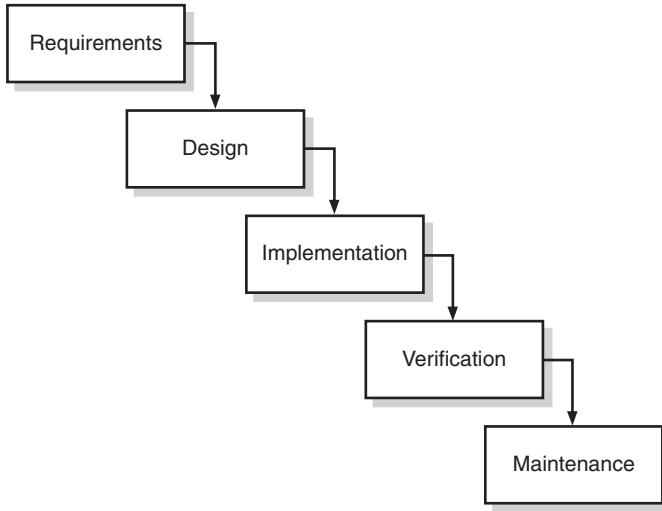 Requirements
Design
Implementation
Verification
Maintenance